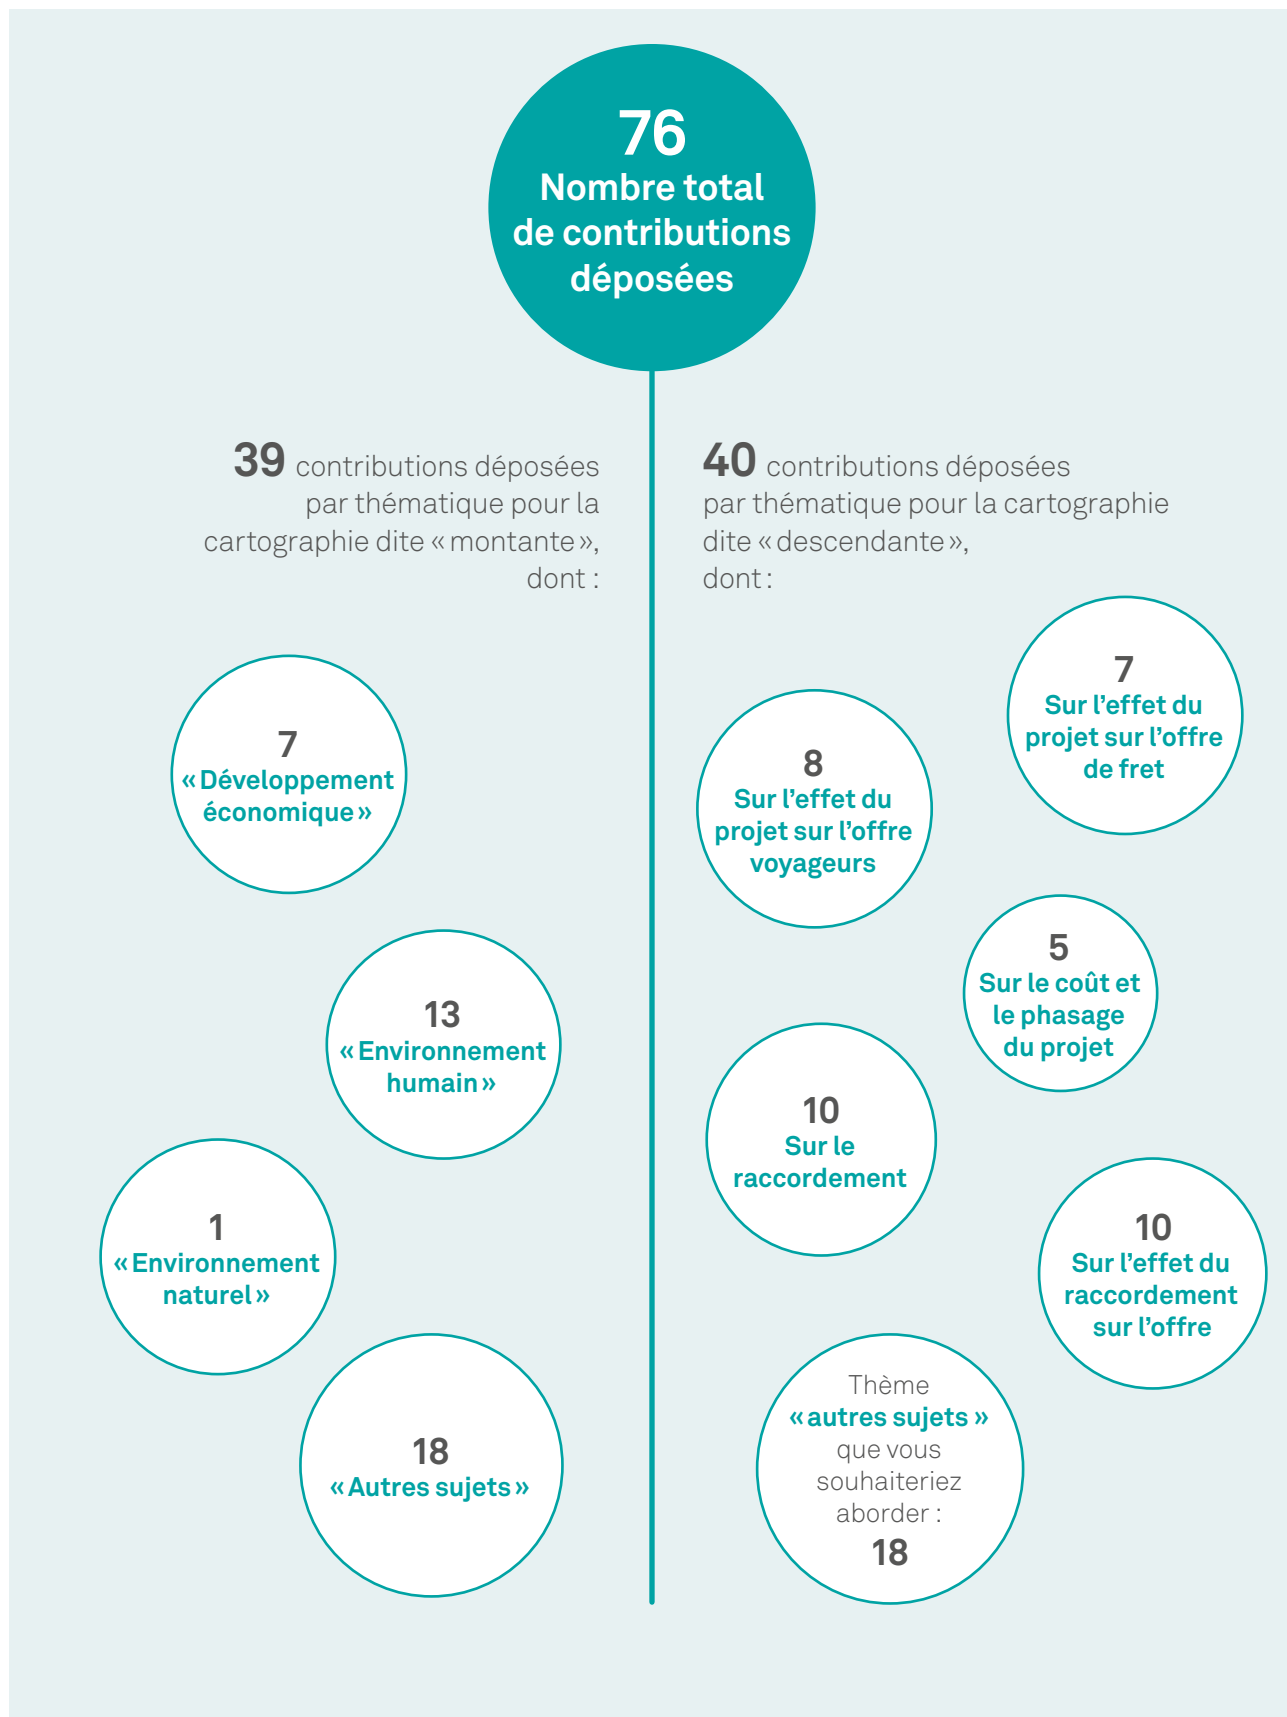 76
Nombre total
de contributions
déposées
39 contributions déposées
par thématique pour la
cartographie dite « montante »,
dont :
7
« Développement
économique »
13
« Environnement
humain »
1
« Environnement
naturel »
18
« Autres sujets »
40 contributions déposées
par thématique pour la cartographie
dite « descendante »,
dont :
7
Sur l’effet du
projet sur l’offre
de fret
8
Sur l’effet du
projet sur l’offre
voyageurs
5
Sur le coût et
le phasage
du projet
10
Sur le
raccordement
10
Sur l’effet du
raccordement
sur l’offre
Thème
« autres sujets »
que vous
souhaiteriez
aborder :
18